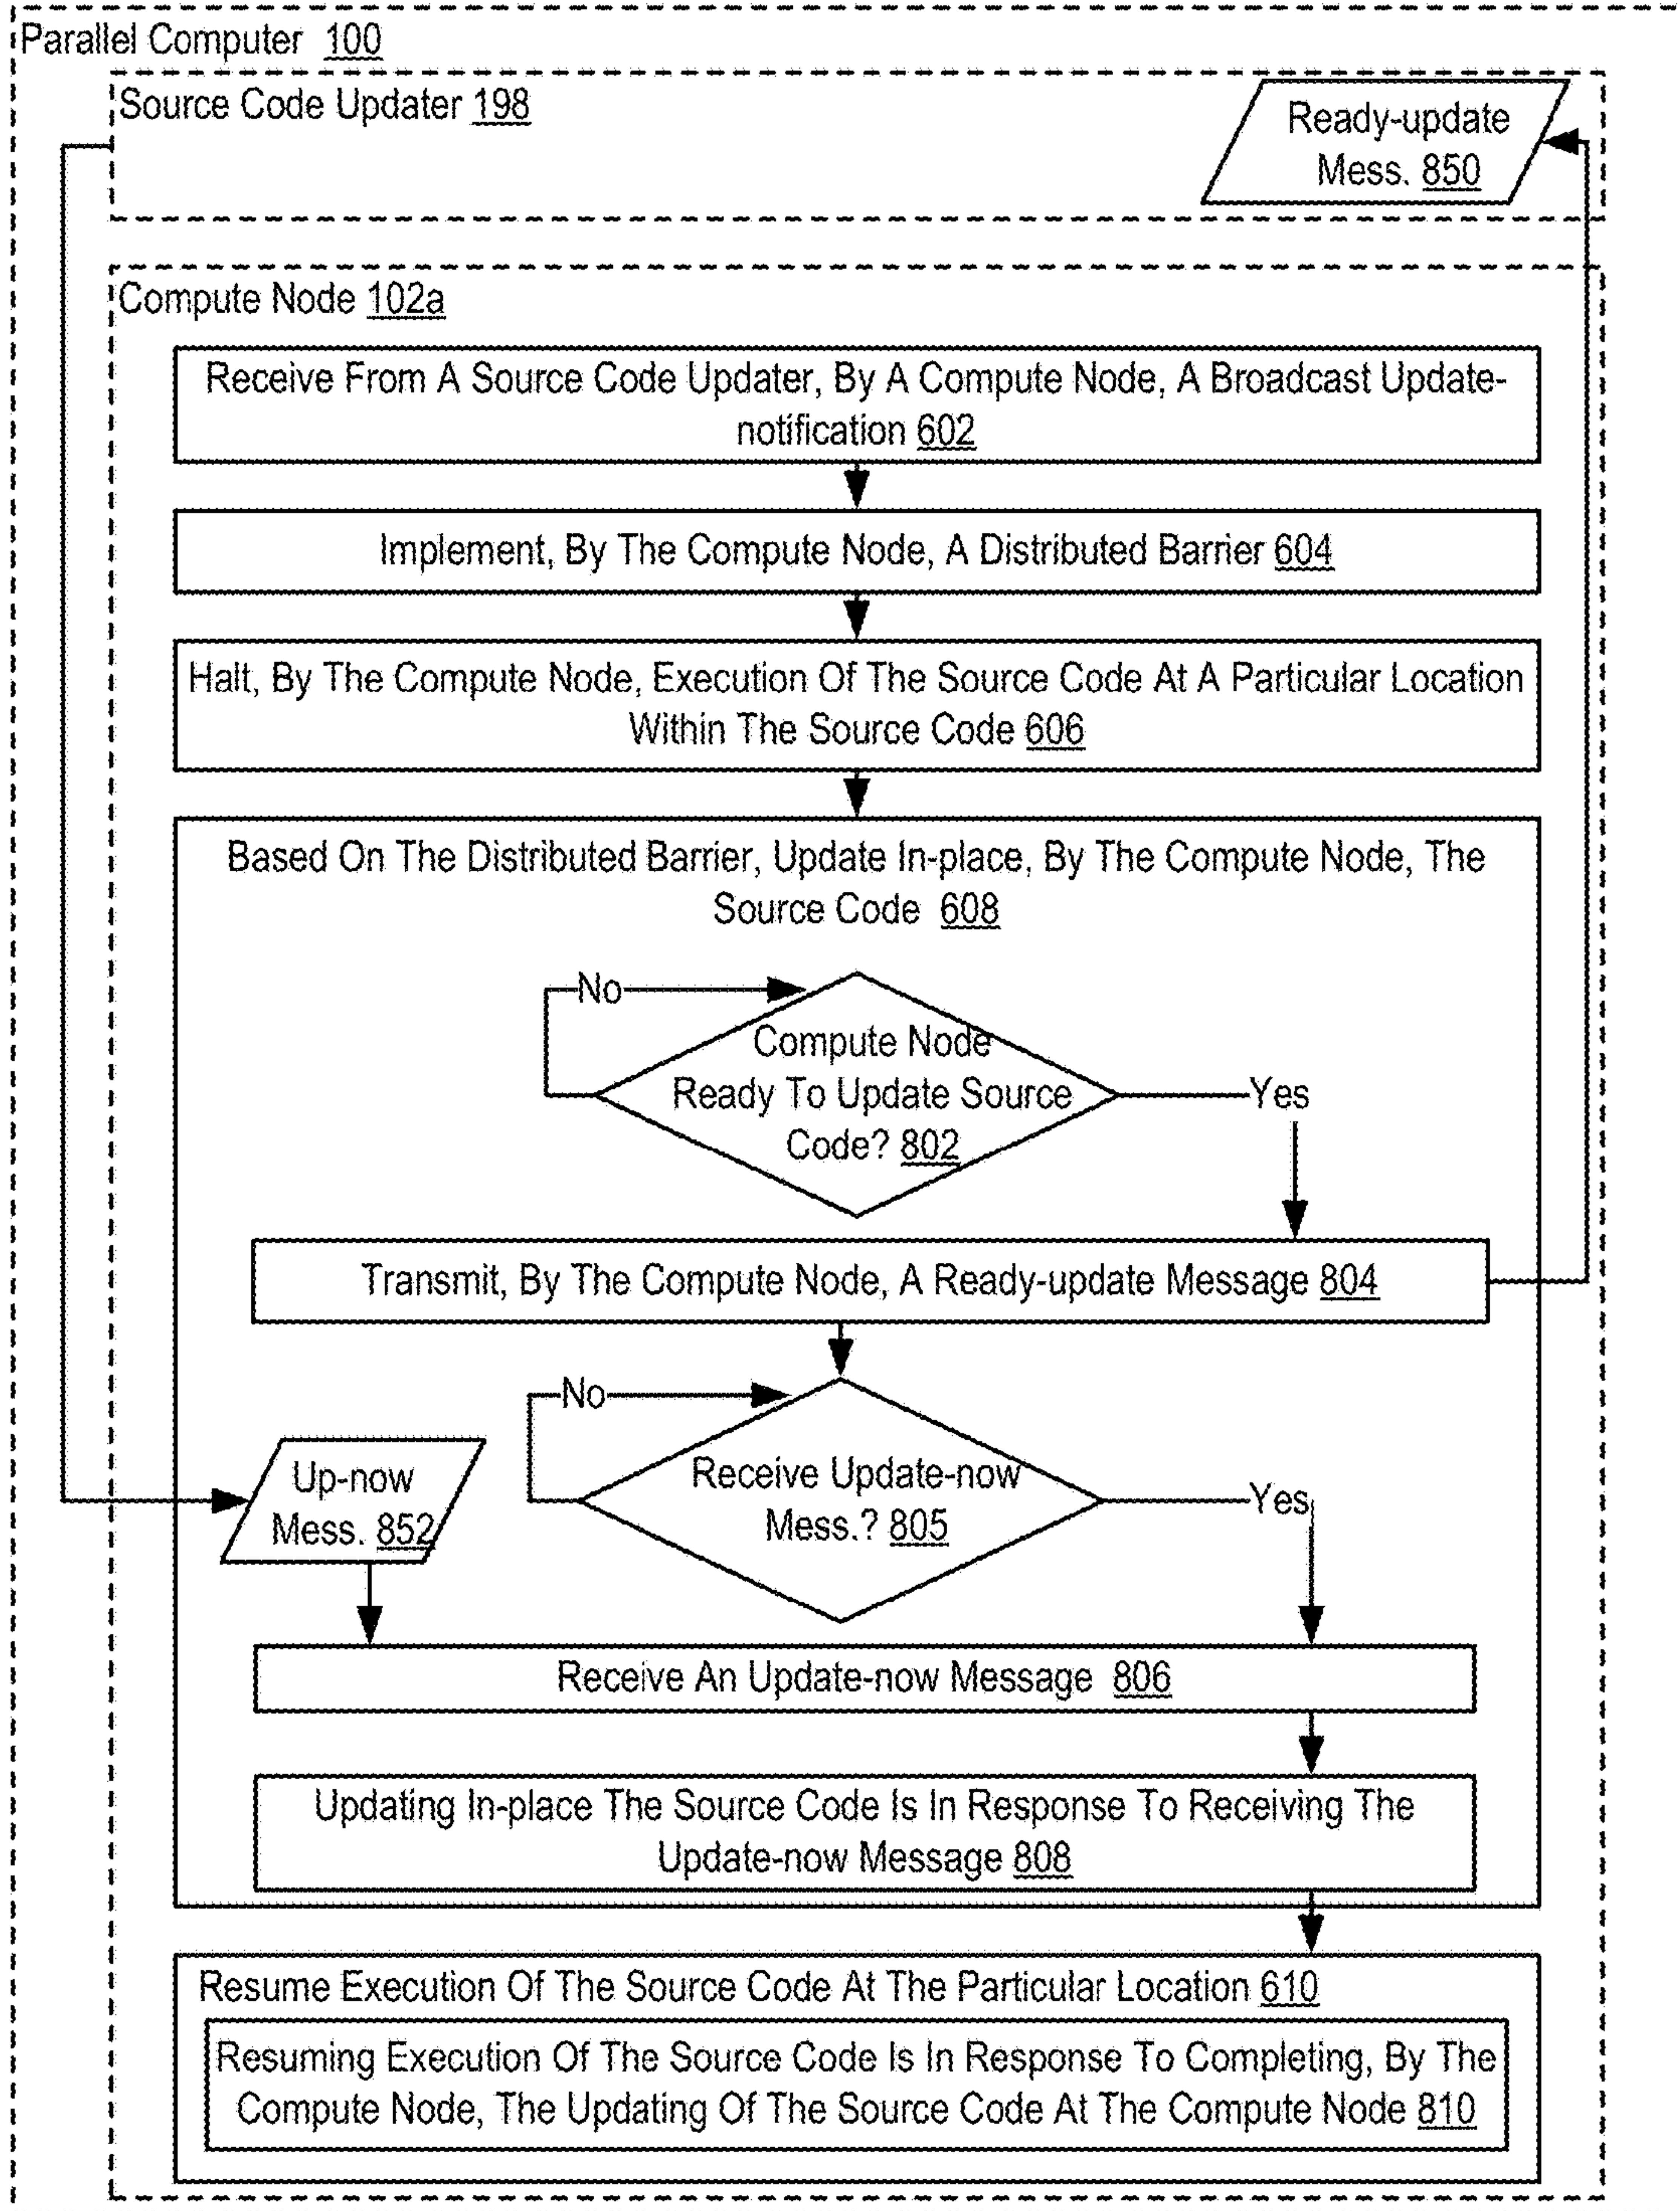 Parallel Computer 100
Source Code Updater 198
Ready-update
Mess. 850
Compute Node 102a
Receive From A Source Code Updater, By A Compute Node, A Broadcast Update-
notification 602
Implement, By The Compute Node, A Distributed Barrier 604
Halt, By The Compute Node, Execution Of The Source Code At A Particular Location
Within The Source Code 606
Based On The Distributed Barrier, Update In-place, By The Compute Node, The
Source Code 608
No
Compute Node
Ready To Update Source
Code? 802
Yes
Transmit, By The Compute Node, A Ready-update Message 804
No
Up-now
Mess. 852
Receive Update-now
Mess.? 805
Yes
Receive An Update-now Message 806
Updating In-place The Source Code Is In Response To Receiving The
Update-now Message 808
Resume Execution Of The Source Code At The Particular Location 610
Resuming Execution Of The Source Code Is In Response To Completing, By The
Compute Node, The Updating Of The Source Code At The Compute Node 810